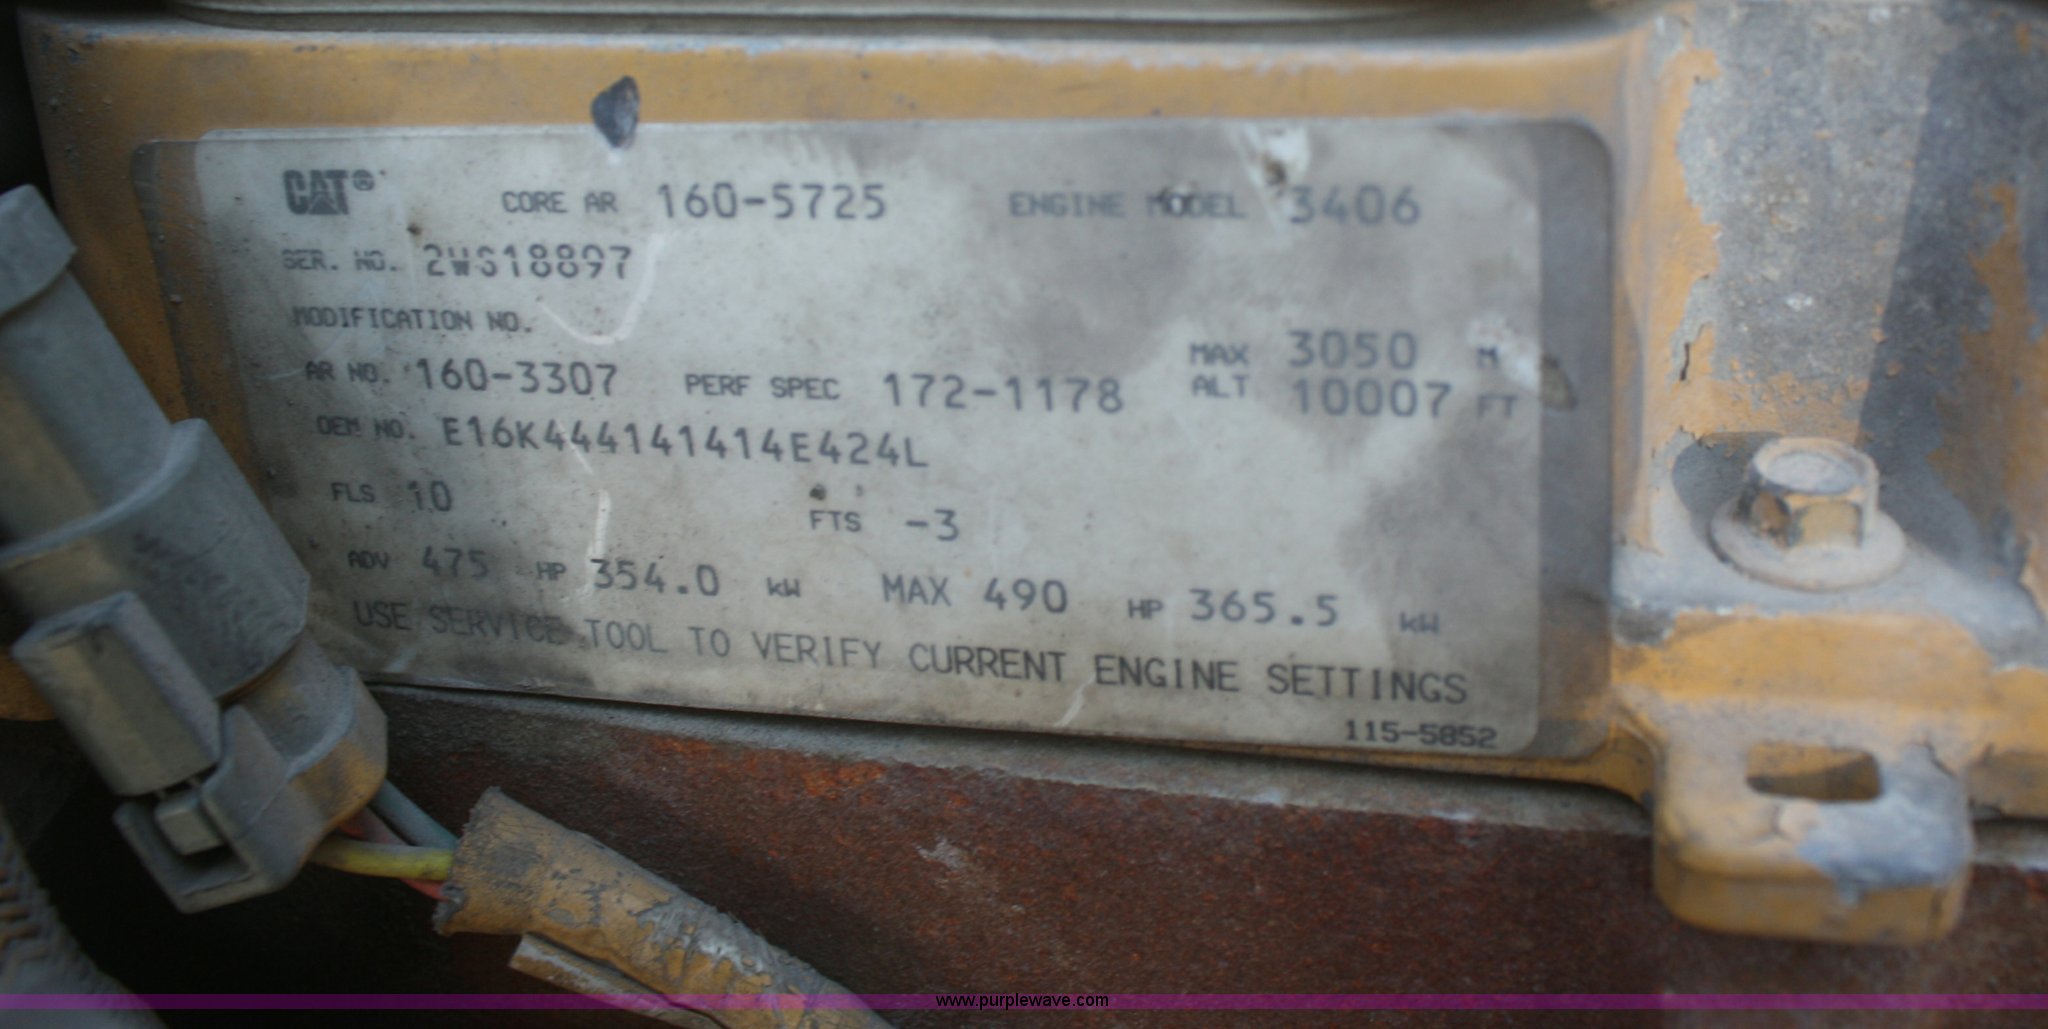 CAT® CORE AR 160-5725 ENGINE MODEL 3406
SER. NO. 2WS18897
MODIFICATION NO.
AR NO. 160-3307 PERF SPEC 172-1178 MAX ALT 3050 M 10007 FT
OEM NO. E16K444141414E424L
FLS 10 FTS -3
ADV 475 HP 354.0 kW MAX 490 HP 365.5 kW
USE SERVICE TOOL TO VERIFY CURRENT ENGINE SETTINGS
115-5852
www.purplewave.com